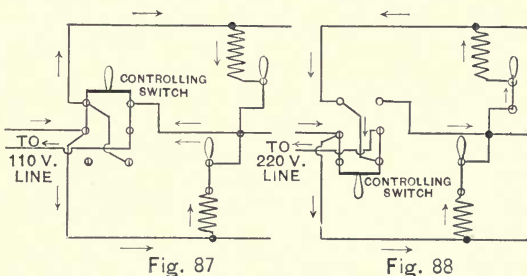 CONTROLLING
SWITCH
TO
110 V.
LINE
Fig. 87
TO
220 V.
LINE
CONTROLLING
SWITCH
Fig. 88